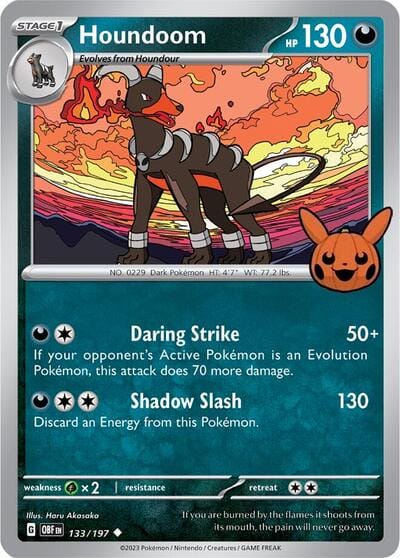 STAGE1
Houndoom
HP 130
Evolves from Houndour
NO. 0229 Dark Pokémon HT: 4'7" WT: 77.2 lbs.
Daring Strike 50+
If your opponent's Active Pokémon is an Evolution
Pokémon, this attack does 70 more damage.
Shadow Slash 130
Discard an Energy from this Pokémon.
weakness × 2 resistance retreat
Illus. Haru Akasaka
G OBF EN 133/197
If you are burned by the flames it shoots from
its mouth, the pain will never go away.
©2023 Pokémon / Nintendo / Creatures / GAME FREAK